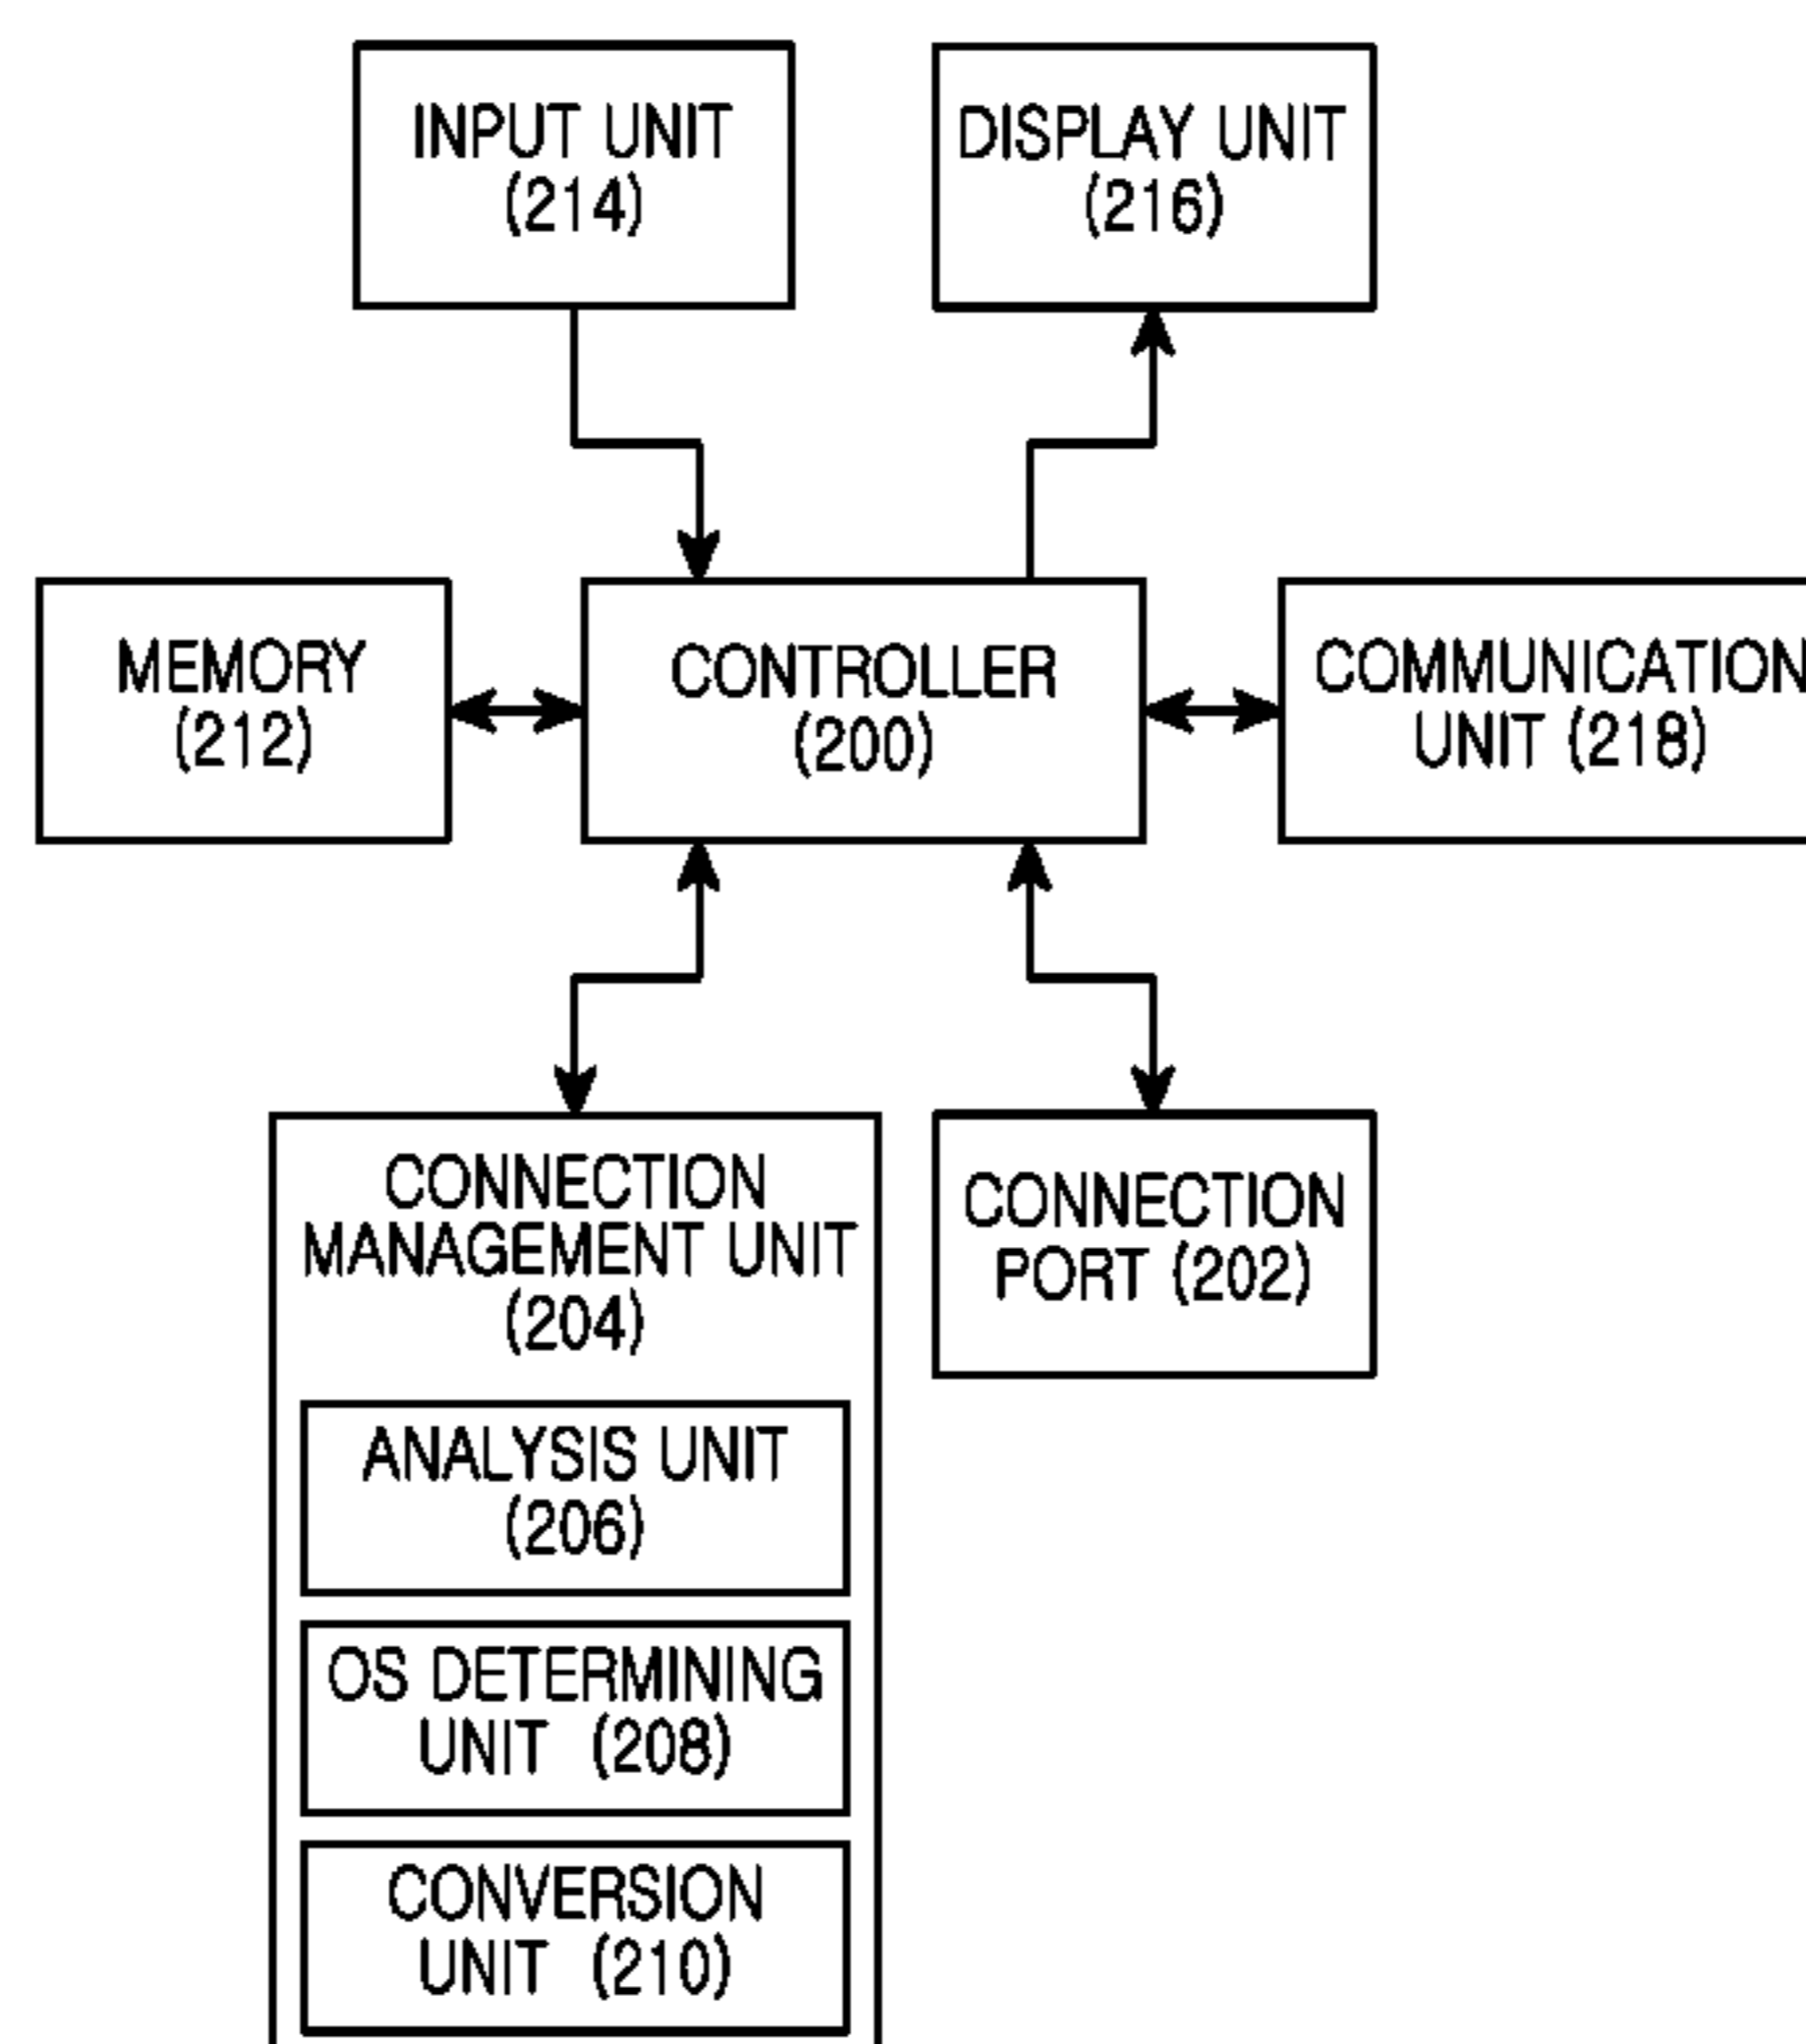 INPUT UNIT
(214)
DISPLAY UNIT
(216)
MEMORY
(212)
CONTROLLER
(200)
COMMUNICATION
UNIT (218)
CONNECTION
MANAGEMENT UNIT
(204)
CONNECTION
PORT (202)
ANALYSIS UNIT
(206)
OS DETERMINING
UNIT (208)
CONVERSION
UNIT (210)